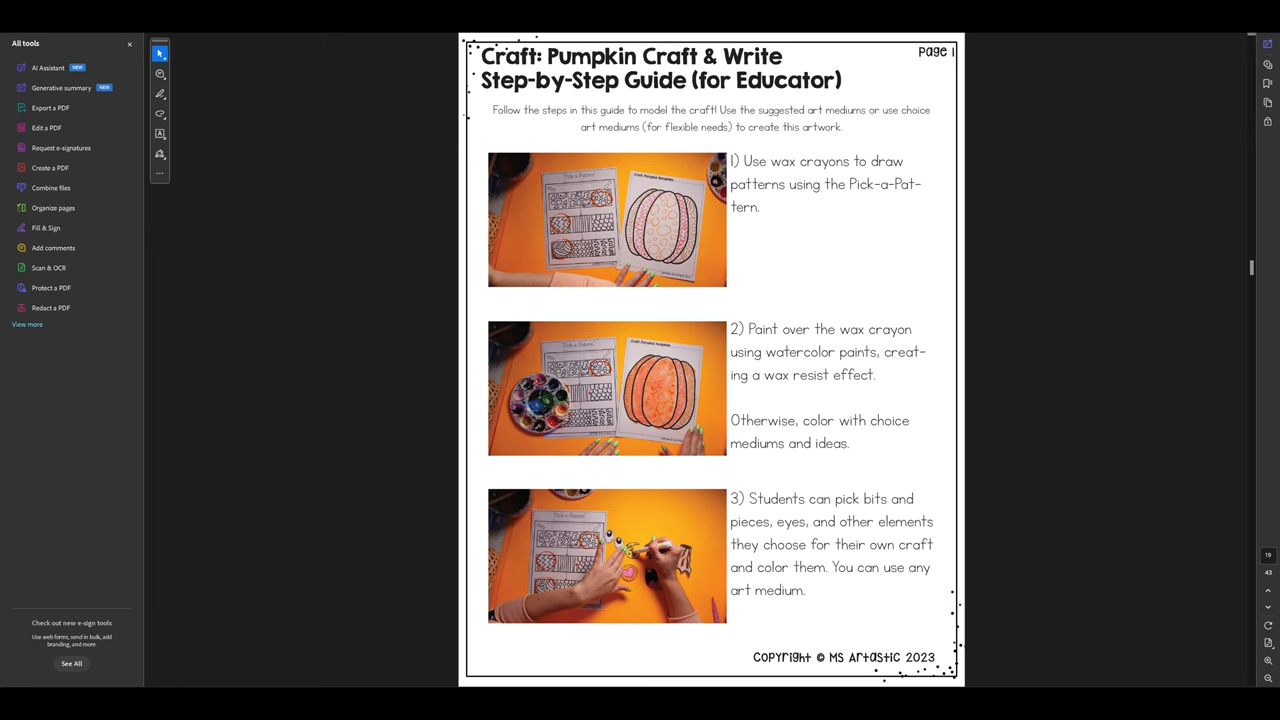 All tools
AI Assistant NEW
Generative summary NEW
Export a PDF
Edit a PDF
Request e-signatures
Create a PDF
Combine files
Organize pages
Fill & Sign
Add comments
Scan & OCR
Protect a PDF
Redact a PDF
View more
Check out new e-sign tools
Use web forms, send in bulk, add
branding, and more
See All
Craft: Pumpkin Craft & Write
Step-by-Step Guide (for Educator)
Page 1
Follow the steps in this guide to model the craft! Use the suggested art mediums or use choice
art mediums (for flexible needs) to create this artwork.
1) Use wax crayons to draw
patterns using the Pick-a-Pat-
tern.
2) Paint over the wax crayon
using watercolor paints, creat-
ing a wax resist effect.
Otherwise, color with choice
mediums and ideas.
3) Students can pick bits and
pieces, eyes, and other elements
they choose for their own craft
and color them. You can use any
art medium.
Copyright © MS Artastic 2023
19
43